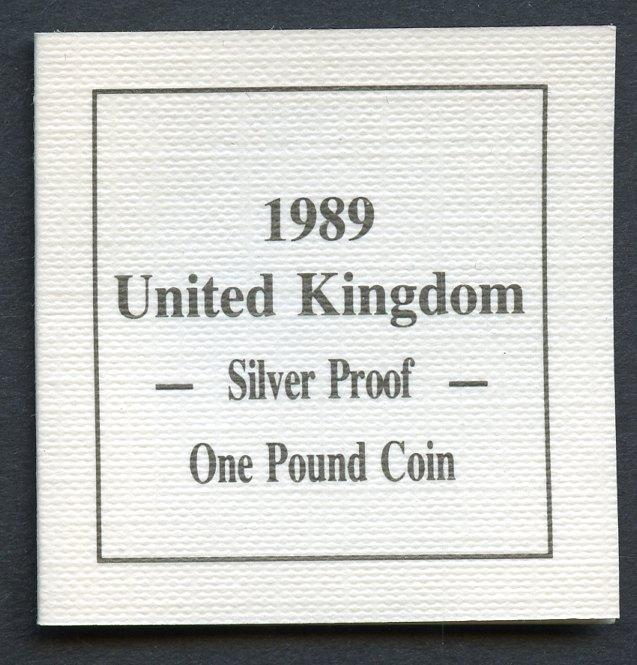 1989
United Kingdom
— Silver Proof —
One Pound Coin